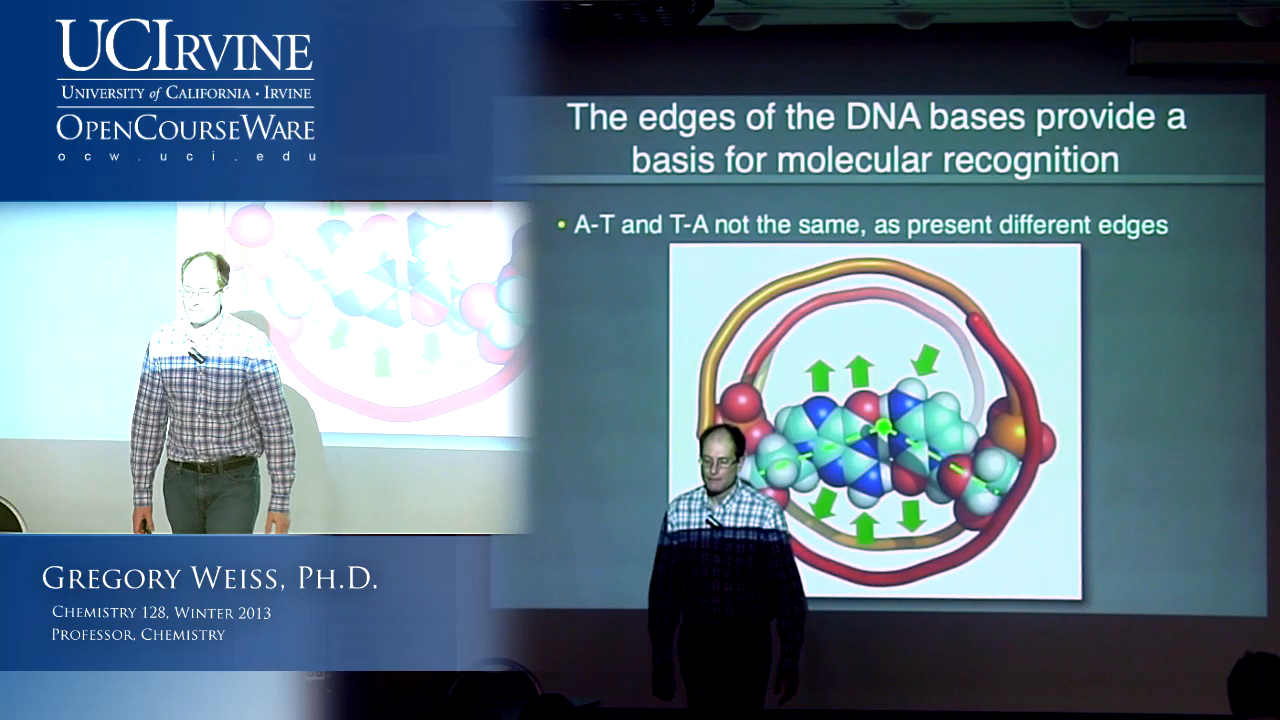 UCIRVINE
UNIVERSITY of CALIFORNIA · IRVINE
OPENCOURSEWARE
ocw.uci.edu
The edges of the DNA bases provide a
basis for molecular recognition
• A-T and T-A not the same, as present different edges
GREGORY WEISS, PH.D.
CHEMISTRY 128, WINTER 2013
PROFESSOR, CHEMISTRY